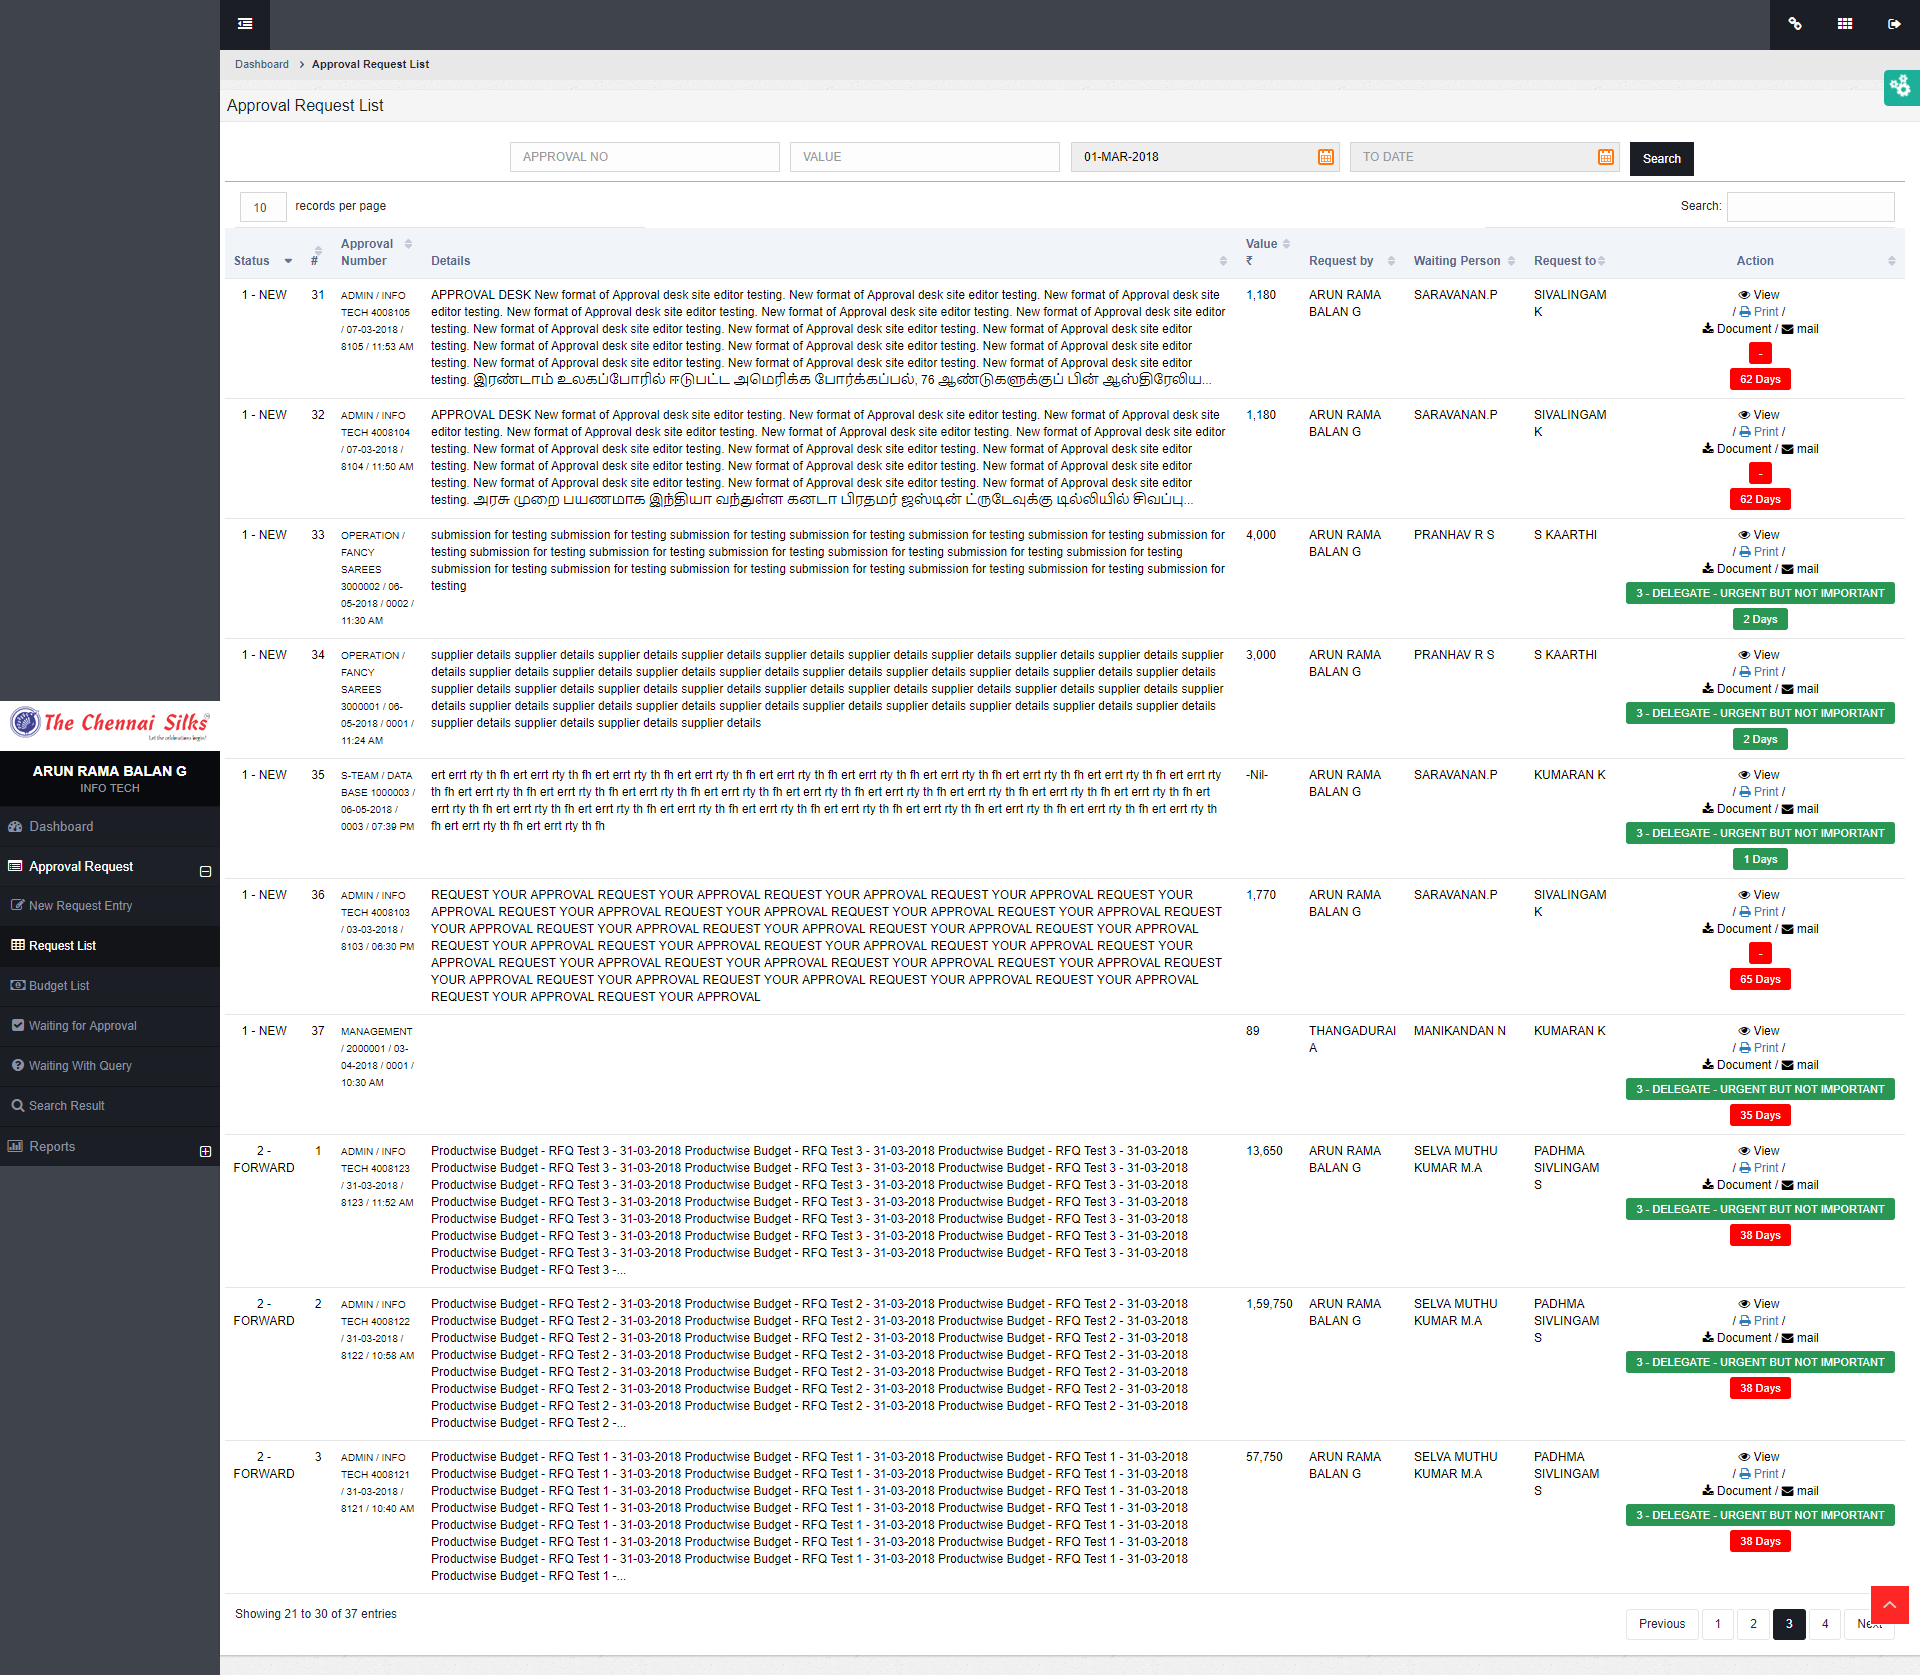 Dashboard > Approval Request List
Approval Request List
APPROVAL NO
VALUE
01-MAR-2018
TO DATE
Search
10 records per page
Search:
Status
#
Approval Number
Details
Value ₹
Request by
Waiting Person
Request to
Action
1 - NEW
31
ADMIN / INFO
TECH 4008105
/ 07-03-2018 /
8105 / 11:53 AM
APPROVAL DESK New format of Approval desk site editor testing. New format of Approval desk site editor testing. New format of Approval desk site
editor testing. New format of Approval desk site editor testing. New format of Approval desk site editor testing. New format of Approval desk site editor
testing. New format of Approval desk site editor testing. New format of Approval desk site editor testing. New format of Approval desk site editor
testing. New format of Approval desk site editor testing. New format of Approval desk site editor testing. New format of Approval desk site editor
testing. New format of Approval desk site editor testing. New format of Approval desk site editor testing. New format of Approval desk site editor
testing. இரண்டாம் உலகப்போரில் ஈடுபட்ட அமெரிக்க போர்க்கப்பல், 76 ஆண்டுகளுக்குப் பின் ஆஸ்திரேலிய...
1,180
ARUN RAMA
BALAN G
SARAVANAN.P
SIVALINGAM
K
View
/ Print /
Document / mail
-
62 Days
1 - NEW
32
ADMIN / INFO
TECH 4008104
/ 07-03-2018 /
8104 / 11:50 AM
APPROVAL DESK New format of Approval desk site editor testing. New format of Approval desk site editor testing. New format of Approval desk site
editor testing. New format of Approval desk site editor testing. New format of Approval desk site editor testing. New format of Approval desk site editor
testing. New format of Approval desk site editor testing. New format of Approval desk site editor testing. New format of Approval desk site editor
testing. New format of Approval desk site editor testing. New format of Approval desk site editor testing. New format of Approval desk site editor
testing. New format of Approval desk site editor testing. New format of Approval desk site editor testing. New format of Approval desk site editor
testing. அரசு முறை பயணமாக இந்தியா வந்துள்ள கனடா பிரதமர் ஜஸ்டின் ட்ருடேவுக்கு டில்லியில் சிவப்பு...
1,180
ARUN RAMA
BALAN G
SARAVANAN.P
SIVALINGAM
K
View
/ Print /
Document / mail
-
62 Days
1 - NEW
33
OPERATION /
FANCY
SAREES
3000002 / 06-
05-2018 / 0002 /
11:30 AM
submission for testing submission for testing submission for testing submission for testing submission for testing submission for testing submission for
testing submission for testing submission for testing submission for testing submission for testing submission for testing submission for testing
submission for testing submission for testing submission for testing submission for testing submission for testing submission for testing submission for
testing
4,000
ARUN RAMA
BALAN G
PRANHAV R S
S KAARTHI
View
/ Print /
Document / mail
3 - DELEGATE - URGENT BUT NOT IMPORTANT
2 Days
1 - NEW
34
OPERATION /
FANCY
SAREES
3000001 / 06-
05-2018 / 0001 /
11:24 AM
supplier details supplier details supplier details supplier details supplier details supplier details supplier details supplier details supplier details supplier
details supplier details supplier details supplier details supplier details supplier details supplier details supplier details supplier details supplier details
supplier details supplier details supplier details supplier details supplier details supplier details supplier details supplier details supplier details supplier
details supplier details supplier details supplier details supplier details supplier details supplier details supplier details supplier details supplier details
supplier details supplier details supplier details supplier details
3,000
ARUN RAMA
BALAN G
PRANHAV R S
S KAARTHI
View
/ Print /
Document / mail
3 - DELEGATE - URGENT BUT NOT IMPORTANT
2 Days
1 - NEW
35
S-TEAM / DATA
BASE 1000003 /
06-05-2018 /
0003 / 07:39 PM
ert errt rty th fh ert errt rty th fh ert errt rty th fh ert errt rty th fh ert errt rty th fh ert errt rty th fh ert errt rty th fh ert errt rty th fh ert errt rty th fh ert errt rty
th fh ert errt rty th fh ert errt rty th fh ert errt rty th fh ert errt rty th fh ert errt rty th fh ert errt rty th fh ert errt rty th fh ert errt rty th fh ert errt rty th fh ert
errt rty th fh ert errt rty th fh ert errt rty th fh ert errt rty th fh ert errt rty th fh ert errt rty th fh ert errt rty th fh ert errt rty th fh ert errt rty th fh ert errt rty th
fh ert errt rty th fh ert errt rty th fh
-Nil-
ARUN RAMA
BALAN G
SARAVANAN.P
KUMARAN K
View
/ Print /
Document / mail
3 - DELEGATE - URGENT BUT NOT IMPORTANT
1 Days
1 - NEW
36
ADMIN / INFO
TECH 4008103
/ 03-03-2018 /
8103 / 06:30 PM
REQUEST YOUR APPROVAL REQUEST YOUR APPROVAL REQUEST YOUR APPROVAL REQUEST YOUR APPROVAL REQUEST YOUR
APPROVAL REQUEST YOUR APPROVAL REQUEST YOUR APPROVAL REQUEST YOUR APPROVAL REQUEST YOUR APPROVAL REQUEST
YOUR APPROVAL REQUEST YOUR APPROVAL REQUEST YOUR APPROVAL REQUEST YOUR APPROVAL REQUEST YOUR APPROVAL
REQUEST YOUR APPROVAL REQUEST YOUR APPROVAL REQUEST YOUR APPROVAL REQUEST YOUR APPROVAL REQUEST YOUR
APPROVAL REQUEST YOUR APPROVAL REQUEST YOUR APPROVAL REQUEST YOUR APPROVAL REQUEST YOUR APPROVAL REQUEST
YOUR APPROVAL REQUEST YOUR APPROVAL REQUEST YOUR APPROVAL REQUEST YOUR APPROVAL REQUEST YOUR APPROVAL
REQUEST YOUR APPROVAL REQUEST YOUR APPROVAL
1,770
ARUN RAMA
BALAN G
SARAVANAN.P
SIVALINGAM
K
View
/ Print /
Document / mail
-
65 Days
1 - NEW
37
MANAGEMENT
/ 2000001 / 03-
04-2018 / 0001 /
10:30 AM
89
THANGADURAI
A
MANIKANDAN N
KUMARAN K
View
/ Print /
Document / mail
3 - DELEGATE - URGENT BUT NOT IMPORTANT
35 Days
2 -
FORWARD
1
ADMIN / INFO
TECH 4008123
/ 31-03-2018 /
8123 / 11:52 AM
Productwise Budget - RFQ Test 3 - 31-03-2018 Productwise Budget - RFQ Test 3 - 31-03-2018 Productwise Budget - RFQ Test 3 - 31-03-2018
Productwise Budget - RFQ Test 3 - 31-03-2018 Productwise Budget - RFQ Test 3 - 31-03-2018 Productwise Budget - RFQ Test 3 - 31-03-2018
Productwise Budget - RFQ Test 3 - 31-03-2018 Productwise Budget - RFQ Test 3 - 31-03-2018 Productwise Budget - RFQ Test 3 - 31-03-2018
Productwise Budget - RFQ Test 3 - 31-03-2018 Productwise Budget - RFQ Test 3 - 31-03-2018 Productwise Budget - RFQ Test 3 - 31-03-2018
Productwise Budget - RFQ Test 3 - 31-03-2018 Productwise Budget - RFQ Test 3 - 31-03-2018 Productwise Budget - RFQ Test 3 - 31-03-2018
Productwise Budget - RFQ Test 3 - 31-03-2018 Productwise Budget - RFQ Test 3 - 31-03-2018 Productwise Budget - RFQ Test 3 - 31-03-2018
Productwise Budget - RFQ Test 3 - 31-03-2018 Productwise Budget - RFQ Test 3 - 31-03-2018 Productwise Budget - RFQ Test 3 - 31-03-2018
Productwise Budget - RFQ Test 3 -...
13,650
ARUN RAMA
BALAN G
SELVA MUTHU
KUMAR M.A
PADHMA
SIVLINGAM
S
View
/ Print /
Document / mail
3 - DELEGATE - URGENT BUT NOT IMPORTANT
38 Days
2 -
FORWARD
2
ADMIN / INFO
TECH 4008122
/ 31-03-2018 /
8122 / 10:58 AM
Productwise Budget - RFQ Test 2 - 31-03-2018 Productwise Budget - RFQ Test 2 - 31-03-2018 Productwise Budget - RFQ Test 2 - 31-03-2018
Productwise Budget - RFQ Test 2 - 31-03-2018 Productwise Budget - RFQ Test 2 - 31-03-2018 Productwise Budget - RFQ Test 2 - 31-03-2018
Productwise Budget - RFQ Test 2 - 31-03-2018 Productwise Budget - RFQ Test 2 - 31-03-2018 Productwise Budget - RFQ Test 2 - 31-03-2018
Productwise Budget - RFQ Test 2 - 31-03-2018 Productwise Budget - RFQ Test 2 - 31-03-2018 Productwise Budget - RFQ Test 2 - 31-03-2018
Productwise Budget - RFQ Test 2 - 31-03-2018 Productwise Budget - RFQ Test 2 - 31-03-2018 Productwise Budget - RFQ Test 2 - 31-03-2018
Productwise Budget - RFQ Test 2 - 31-03-2018 Productwise Budget - RFQ Test 2 - 31-03-2018 Productwise Budget - RFQ Test 2 - 31-03-2018
Productwise Budget - RFQ Test 2 - 31-03-2018 Productwise Budget - RFQ Test 2 - 31-03-2018 Productwise Budget - RFQ Test 2 - 31-03-2018
Productwise Budget - RFQ Test 2 -...
1,59,750
ARUN RAMA
BALAN G
SELVA MUTHU
KUMAR M.A
PADHMA
SIVLINGAM
S
View
/ Print /
Document / mail
3 - DELEGATE - URGENT BUT NOT IMPORTANT
38 Days
2 -
FORWARD
3
ADMIN / INFO
TECH 4008121
/ 31-03-2018 /
8121 / 10:40 AM
Productwise Budget - RFQ Test 1 - 31-03-2018 Productwise Budget - RFQ Test 1 - 31-03-2018 Productwise Budget - RFQ Test 1 - 31-03-2018
Productwise Budget - RFQ Test 1 - 31-03-2018 Productwise Budget - RFQ Test 1 - 31-03-2018 Productwise Budget - RFQ Test 1 - 31-03-2018
Productwise Budget - RFQ Test 1 - 31-03-2018 Productwise Budget - RFQ Test 1 - 31-03-2018 Productwise Budget - RFQ Test 1 - 31-03-2018
Productwise Budget - RFQ Test 1 - 31-03-2018 Productwise Budget - RFQ Test 1 - 31-03-2018 Productwise Budget - RFQ Test 1 - 31-03-2018
Productwise Budget - RFQ Test 1 - 31-03-2018 Productwise Budget - RFQ Test 1 - 31-03-2018 Productwise Budget - RFQ Test 1 - 31-03-2018
Productwise Budget - RFQ Test 1 - 31-03-2018 Productwise Budget - RFQ Test 1 - 31-03-2018 Productwise Budget - RFQ Test 1 - 31-03-2018
Productwise Budget - RFQ Test 1 - 31-03-2018 Productwise Budget - RFQ Test 1 - 31-03-2018 Productwise Budget - RFQ Test 1 - 31-03-2018
Productwise Budget - RFQ Test 1 -...
57,750
ARUN RAMA
BALAN G
SELVA MUTHU
KUMAR M.A
PADHMA
SIVLINGAM
S
View
/ Print /
Document / mail
3 - DELEGATE - URGENT BUT NOT IMPORTANT
38 Days
Showing 21 to 30 of 37 entries
Previous
1
2
3
4
The Chennai Silks
Let the celebrations begin!
ARUN RAMA BALAN G
INFO TECH
Dashboard
Approval Request
New Request Entry
Request List
Budget List
Waiting for Approval
Waiting With Query
Search Result
Reports